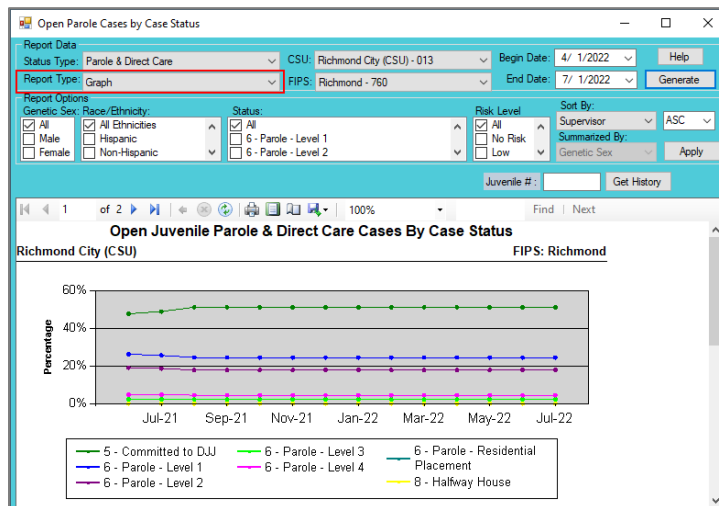 Open Parole Cases by Case Status
Report Data
Status Type: Parole & Direct Care CSU: Richmond City (CSU) - 013 Begin Date: 4/ 1/2022 Help
Report Type: Graph FIPS: Richmond - 760 End Date: 7/ 1/2022 Generate
Report Options
Genetic Sex: Race/Ethnicity: Status: Risk Level Sort By:
All All Ethnicities All All Supervisor ASC
Male Hispanic 6 - Parole - Level 1 No Risk Summarized By:
Female Non-Hispanic 6 - Parole - Level 2 Low Genetic Sex Apply
Juvenile # : Get History
1 of 2 100% Find | Next
Open Juvenile Parole & Direct Care Cases By Case Status
Richmond City (CSU) FIPS: Richmond
60%
40%
20%
0%
Percentage
Jul-21 Sep-21 Nov-21 Jan-22 Mar-22 May-22 Jul-22
5 - Committed to DJJ 6 - Parole - Level 3 6 - Parole - Residential
6 - Parole - Level 1 6 - Parole - Level 4 Placement
6 - Parole - Level 2 8 - Halfway House